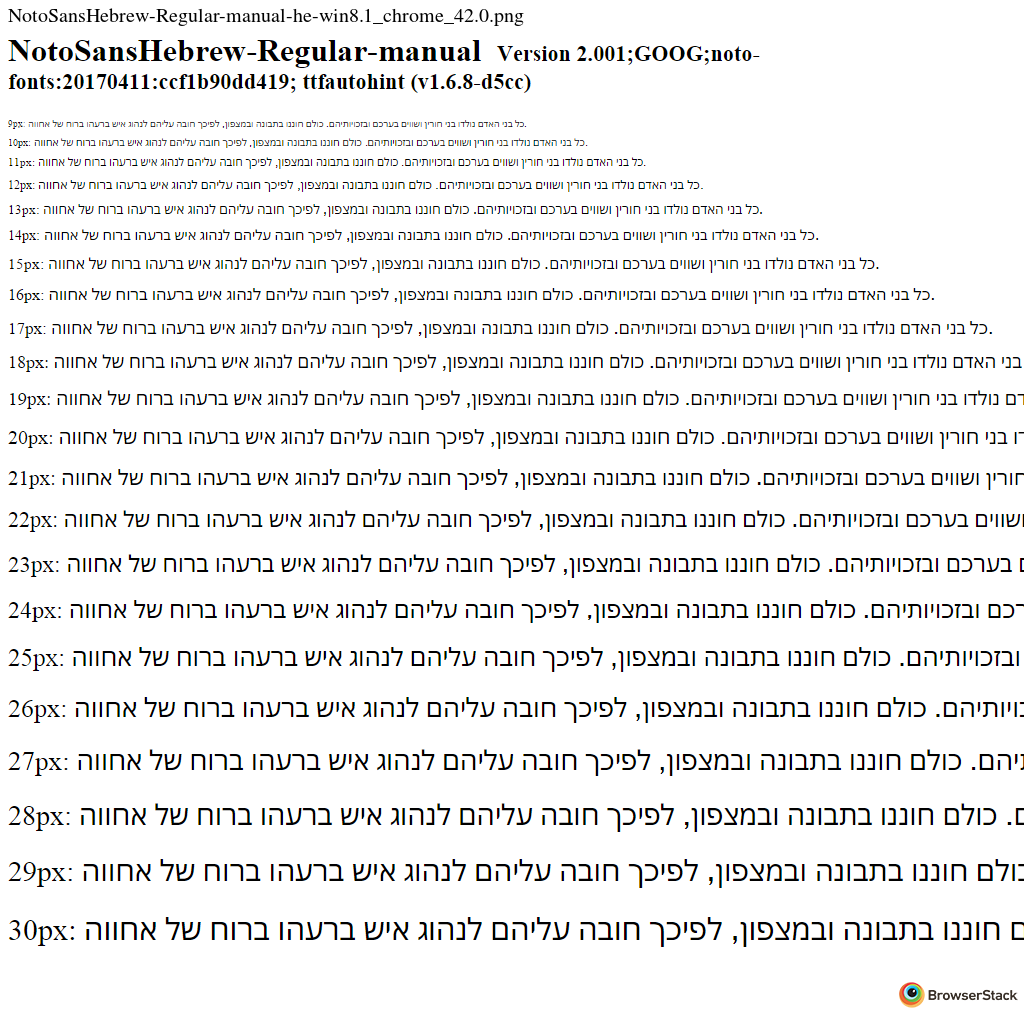 NotoSansHebrew-Regular-manual-he-win8.1_chrome_42.0.png
NotoSansHebrew-Regular-manual Version 2.001;GOOG;noto-
fonts:20170411:ccf1b90dd419; ttfautohint (v1.6.8-d5cc)
9px: כל בני האדם נולדו בני חורין ושווים בערכם ובזכויותיהם. כולם חוננו בתבונה ובמצפון, לפיכך חובה עליהם לנהוג איש ברעהו ברוח של אחווה.
10px: כל בני האדם נולדו בני חורין ושווים בערכם ובזכויותיהם. כולם חוננו בתבונה ובמצפון, לפיכך חובה עליהם לנהוג איש ברעהו ברוח של אחווה.
11px: כל בני האדם נולדו בני חורין ושווים בערכם ובזכויותיהם. כולם חוננו בתבונה ובמצפון, לפיכך חובה עליהם לנהוג איש ברעהו ברוח של אחווה.
12px: כל בני האדם נולדו בני חורין ושווים בערכם ובזכויותיהם. כולם חוננו בתבונה ובמצפון, לפיכך חובה עליהם לנהוג איש ברעהו ברוח של אחווה.
13px: כל בני האדם נולדו בני חורין ושווים בערכם ובזכויותיהם. כולם חוננו בתבונה ובמצפון, לפיכך חובה עליהם לנהוג איש ברעהו ברוח של אחווה.
14px: כל בני האדם נולדו בני חורין ושווים בערכם ובזכויותיהם. כולם חוננו בתבונה ובמצפון, לפיכך חובה עליהם לנהוג איש ברעהו ברוח של אחווה.
15px: כל בני האדם נולדו בני חורין ושווים בערכם ובזכויותיהם. כולם חוננו בתבונה ובמצפון, לפיכך חובה עליהם לנהוג איש ברעהו ברוח של אחווה.
16px: כל בני האדם נולדו בני חורין ושווים בערכם ובזכויותיהם. כולם חוננו בתבונה ובמצפון, לפיכך חובה עליהם לנהוג איש ברעהו ברוח של אחווה.
17px: כל בני האדם נולדו בני חורין ושווים בערכם ובזכויותיהם. כולם חוננו בתבונה ובמצפון, לפיכך חובה עליהם לנהוג איש ברעהו ברוח של אחווה.
18px: בני האדם נולדו בני חורין ושווים בערכם ובזכויותיהם. כולם חוננו בתבונה ובמצפון, לפיכך חובה עליהם לנהוג איש ברעהו ברוח של אחווה
19px: נולדו בני חורין ושווים בערכם ובזכויותיהם. כולם חוננו בתבונה ובמצפון, לפיכך חובה עליהם לנהוג איש ברעהו ברוח של אחווה
20px: בני חורין ושווים בערכם ובזכויותיהם. כולם חוננו בתבונה ובמצפון, לפיכך חובה עליהם לנהוג איש ברעהו ברוח של אחווה
21px: חורין ושווים בערכם ובזכויותיהם. כולם חוננו בתבונה ובמצפון, לפיכך חובה עליהם לנהוג איש ברעהו ברוח של אחווה
22px: ושווים בערכם ובזכויותיהם. כולם חוננו בתבונה ובמצפון, לפיכך חובה עליהם לנהוג איש ברעהו ברוח של אחווה
23px: בערכם ובזכויותיהם. כולם חוננו בתבונה ובמצפון, לפיכך חובה עליהם לנהוג איש ברעהו ברוח של אחווה
24px: ובזכויותיהם. כולם חוננו בתבונה ובמצפון, לפיכך חובה עליהם לנהוג איש ברעהו ברוח של אחווה
25px: ובזכויותיהם. כולם חוננו בתבונה ובמצפון, לפיכך חובה עליהם לנהוג איש ברעהו ברוח של אחווה
26px: ויותיהם. כולם חוננו בתבונה ובמצפון, לפיכך חובה עליהם לנהוג איש ברעהו ברוח של אחווה
27px: יהם. כולם חוננו בתבונה ובמצפון, לפיכך חובה עליהם לנהוג איש ברעהו ברוח של אחווה
28px: . כולם חוננו בתבונה ובמצפון, לפיכך חובה עליהם לנהוג איש ברעהו ברוח של אחווה
29px: כולם חוננו בתבונה ובמצפון, לפיכך חובה עליהם לנהוג איש ברעהו ברוח של אחווה
30px: חוננו בתבונה ובמצפון, לפיכך חובה עליהם לנהוג איש ברעהו ברוח של אחווה
BrowserStack